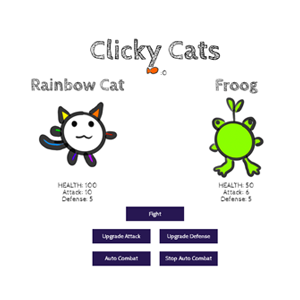 Clicky Cats
Rainbow Cat
Froog
HEALTH: 100
Attack: 10
Defense: 5
HEALTH: 50
Attack: 6
Defense: 5
Fight
Upgrade Attack
Upgrade Defense
Auto Combat
Stop Auto Combat